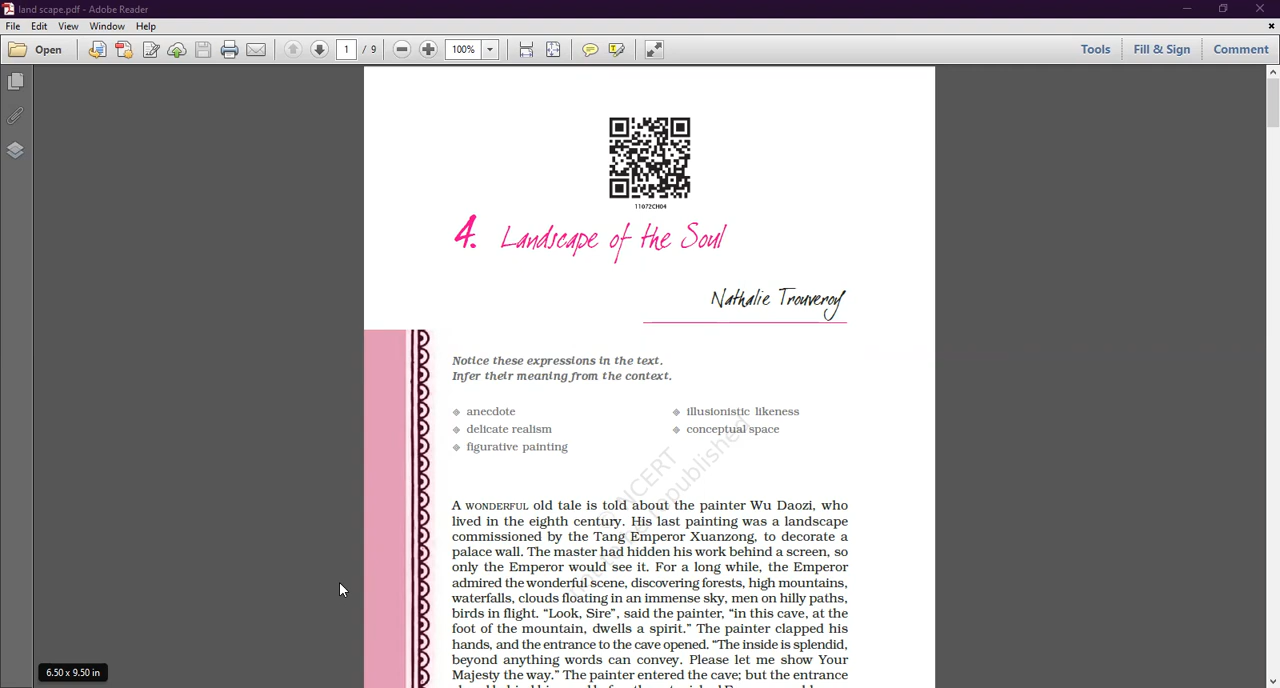 land scape.pdf - Adobe Reader
File Edit View Window Help
Open 1 / 9 100% Tools Fill & Sign Comment
11072CH04
4. Landscape of the Soul
Nathalie Trouveroy
Notice these expressions in the text.
Infer their meaning from the context.
anecdote illusionistic likeness
delicate realism conceptual space
figurative painting
A WONDERFUL old tale is told about the painter Wu Daozi, who
lived in the eighth century. His last painting was a landscape
commissioned by the Tang Emperor Xuanzong, to decorate a
palace wall. The master had hidden his work behind a screen, so
only the Emperor would see it. For a long while, the Emperor
admired the wonderful scene, discovering forests, high mountains,
waterfalls, clouds floating in an immense sky, men on hilly paths,
birds in flight. “Look, Sire”, said the painter, “in this cave, at the
foot of the mountain, dwells a spirit.” The painter clapped his
hands, and the entrance to the cave opened. “The inside is splendid,
beyond anything words can convey. Please let me show Your
Majesty the way.” The painter entered the cave; but the entrance
NCERT
republished
6.50 x 9.50 in